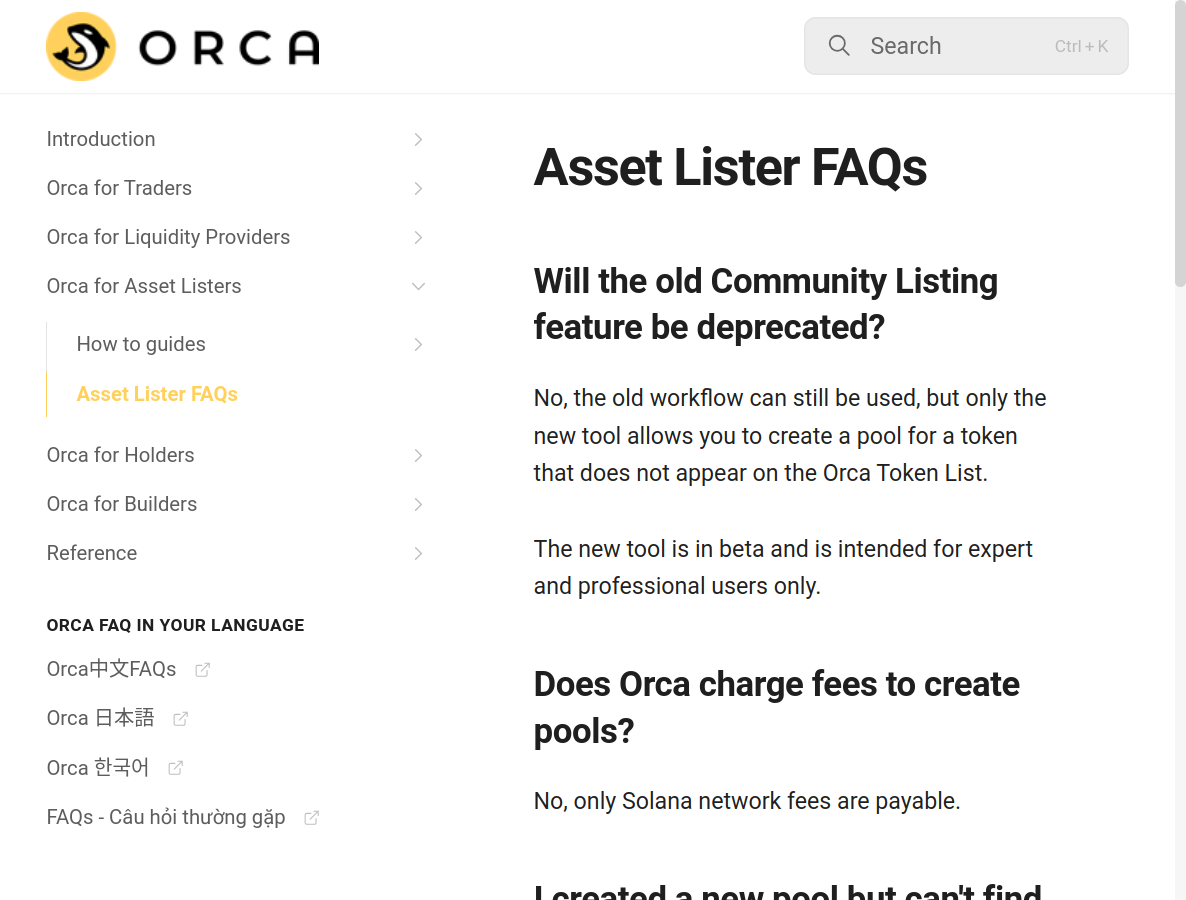 ORCA
Search
Ctrl + K
Introduction
Orca for Traders
Orca for Liquidity Providers
Orca for Asset Listers
How to guides
Asset Lister FAQs
Orca for Holders
Orca for Builders
Reference
ORCA FAQ IN YOUR LANGUAGE
Orca中文FAQs
Orca 日本語
Orca 한국어
FAQs - Câu hỏi thường gặp
Asset Lister FAQs
Will the old Community Listing
feature be deprecated?
No, the old workflow can still be used, but only the
new tool allows you to create a pool for a token
that does not appear on the Orca Token List.
The new tool is in beta and is intended for expert
and professional users only.
Does Orca charge fees to create
pools?
No, only Solana network fees are payable.
I created a new pool but can't find